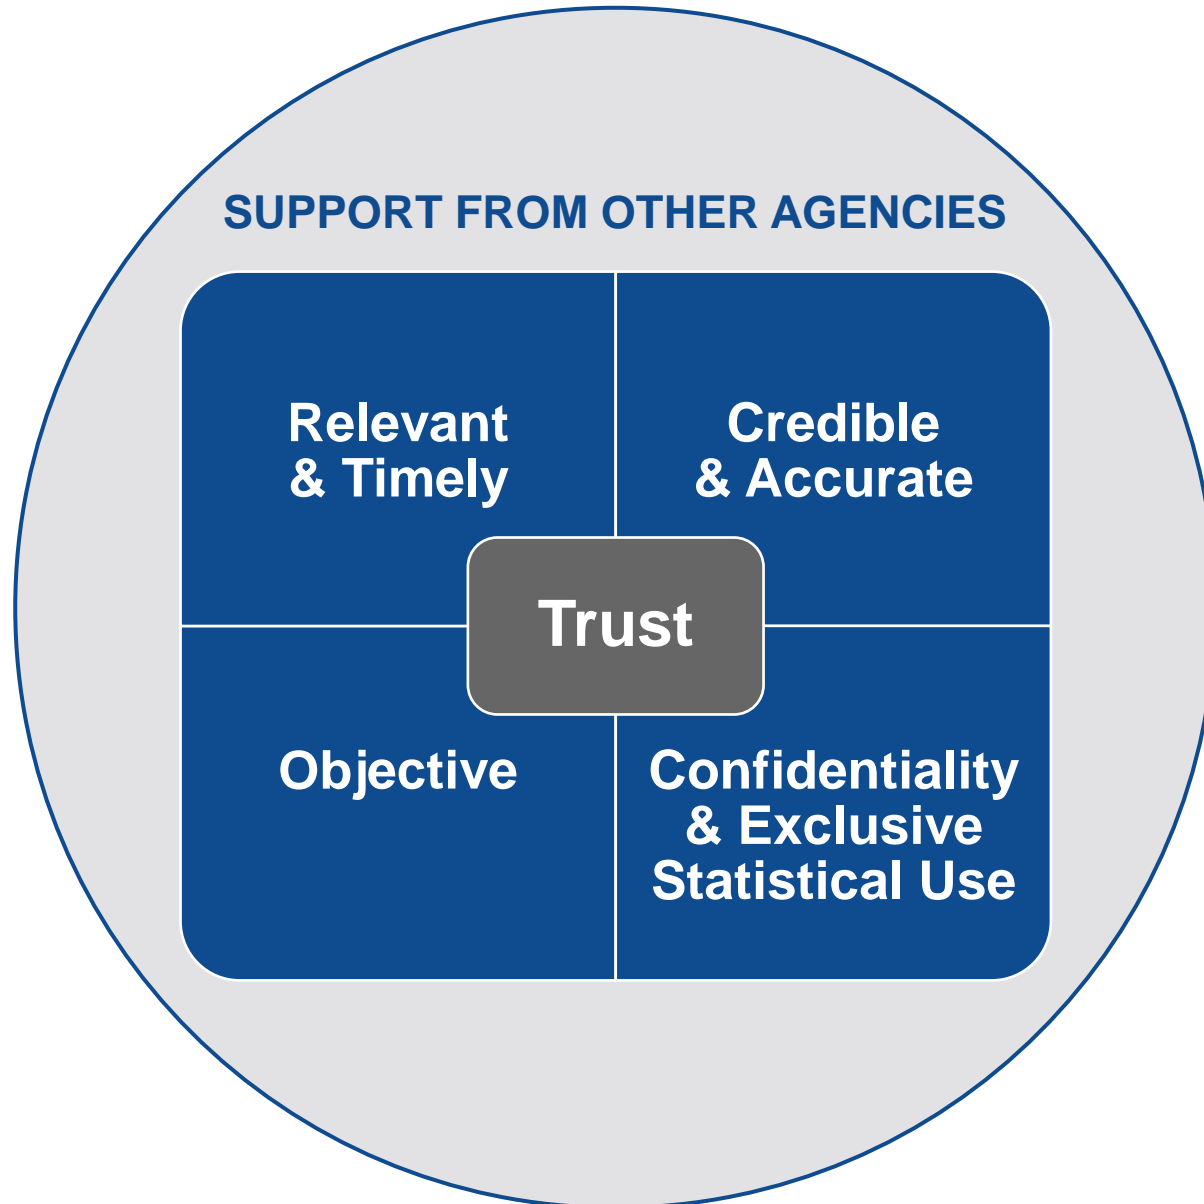 SUPPORT FROM OTHER AGENCIES
Relevant
& Timely
Credible
& Accurate
Trust
Objective
Confidentiality
& Exclusive
Statistical Use